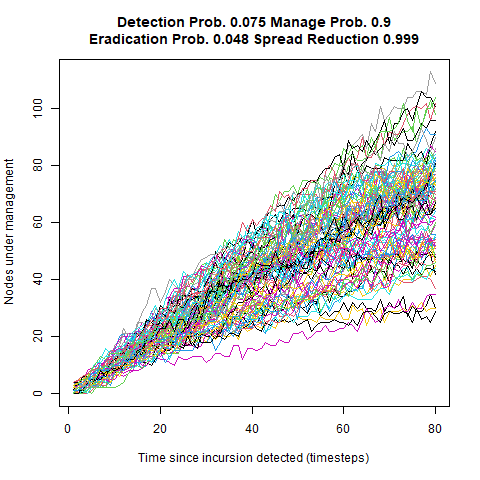 Detection Prob. 0.075 Manage Prob. 0.9
Eradication Prob. 0.048 Spread Reduction 0.999
Nodes under management
100
80
60
40
20
0
0 20 40 60 80
Time since incursion detected (timesteps)